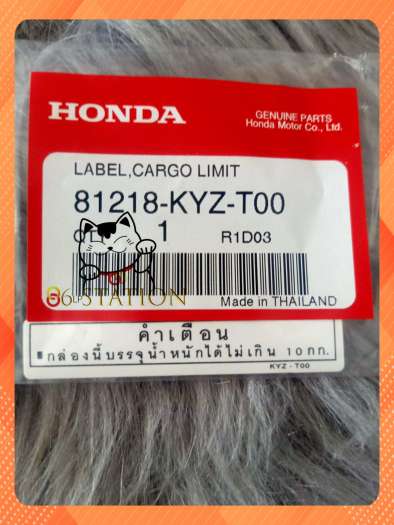 HONDA
GENUINE PARTS
Honda Motor Co., Ltd.
LABEL,CARGO LIMIT
81218-KYZ-T00
1 R1D03
STATION
Made in THAILAND
คำเตือน
กล่องนี้บรรจุน้ำหนักได้ไม่เกิน 10กก.
KYZ - T00